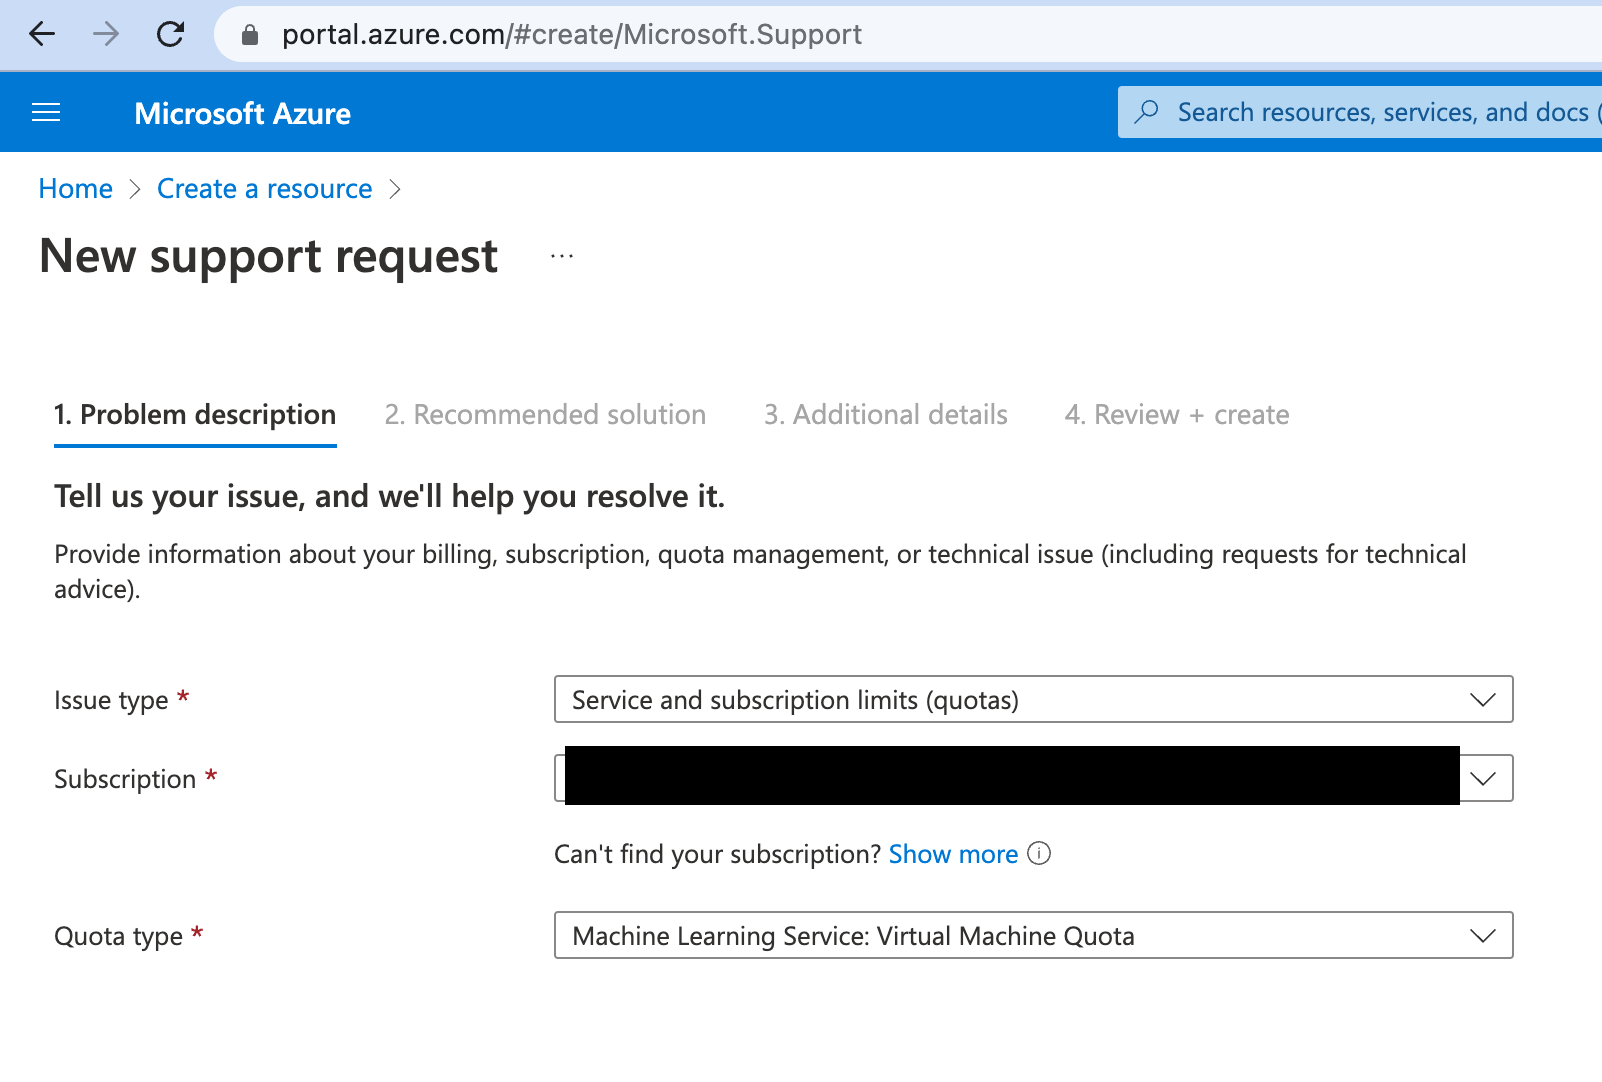 portal.azure.com/#create/Microsoft.Support
Microsoft Azure
Search resources, services, and docs (
Home > Create a resource >
New support request ...
1. Problem description 2. Recommended solution 3. Additional details 4. Review + create
Tell us your issue, and we'll help you resolve it.
Provide information about your billing, subscription, quota management, or technical issue (including requests for technical
advice).
Issue type * Service and subscription limits (quotas)
Subscription *
Can't find your subscription? Show more
Quota type * Machine Learning Service: Virtual Machine Quota